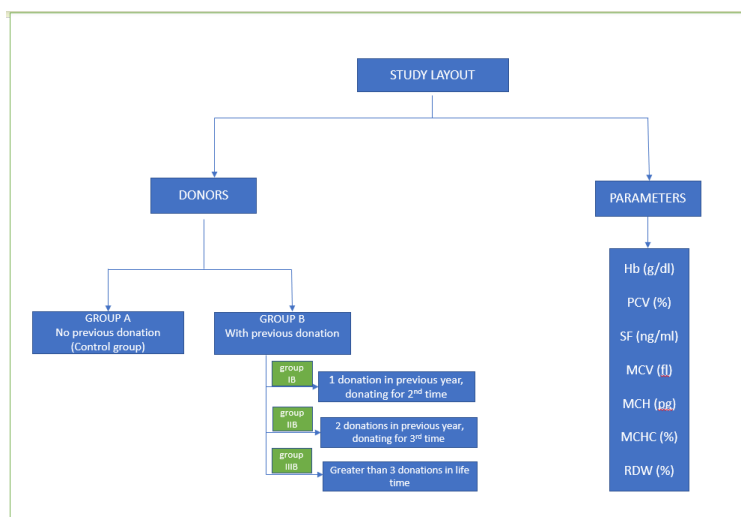 STUDY LAYOUT
DONORS
PARAMETERS
GROUP A
No previous donation
(Control group)
GROUP B
With previous donation
group
IB
1 donation in previous year,
donating for 2nd time
group
IIB
2 donations in previous year,
donating for 3rd time
group
IIIB
Greater than 3 donations in life
time
Hb (g/dl)
PCV (%)
SF (ng/ml)
MCV (fl)
MCH (pg)
MCHC (%)
RDW (%)